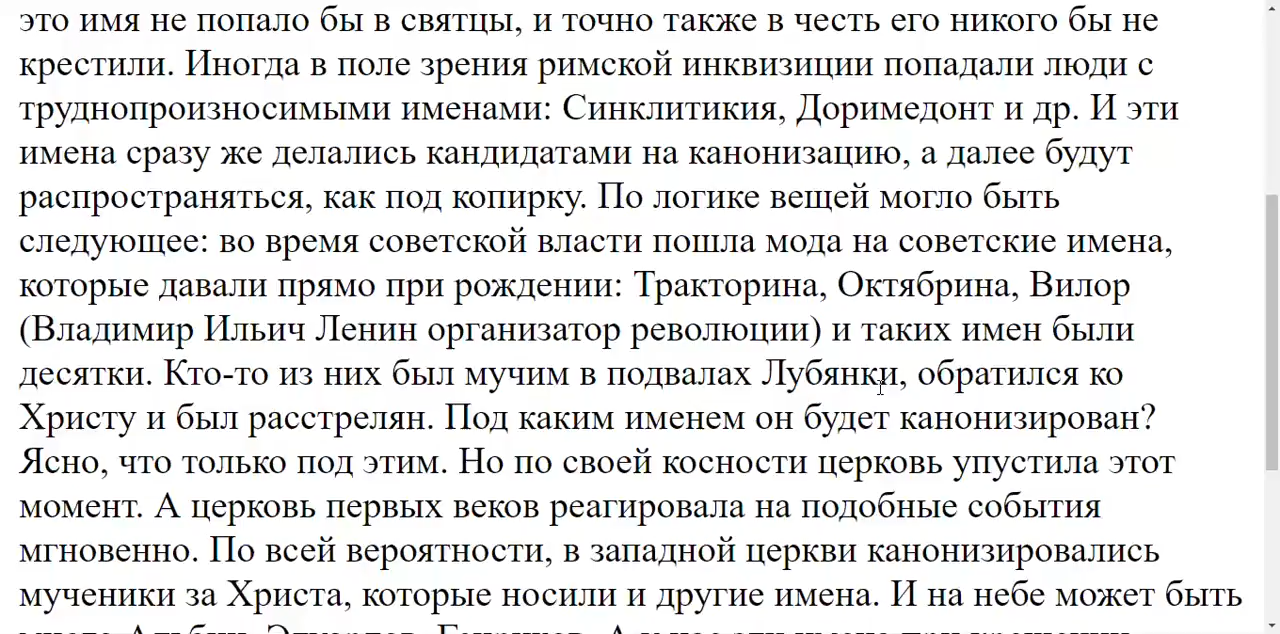 это имя не попало бы в святцы, и точно также в честь его никого бы не
крестили. Иногда в поле зрения римской инквизиции попадали люди с
труднопроизносимыми именами: Синклитикия, Доримедонт и др. И эти
имена сразу же делались кандидатами на канонизацию, а далее будут
распространяться, как под копирку. По логике вещей могло быть
следующее: во время советской власти пошла мода на советские имена,
которые давали прямо при рождении: Тракторина, Октябрина, Вилор
(Владимир Ильич Ленин организатор революции) и таких имен были
десятки. Кто-то из них был мучим в подвалах Лубянки, обратился ко
Христу и был расстрелян. Под каким именем он будет канонизирован?
Ясно, что только под этим. Но по своей косности церковь упустила этот
момент. А церковь первых веков реагировала на подобные события
мгновенно. По всей вероятности, в западной церкви канонизировались
мученики за Христа, которые носили и другие имена. И на небе может быть